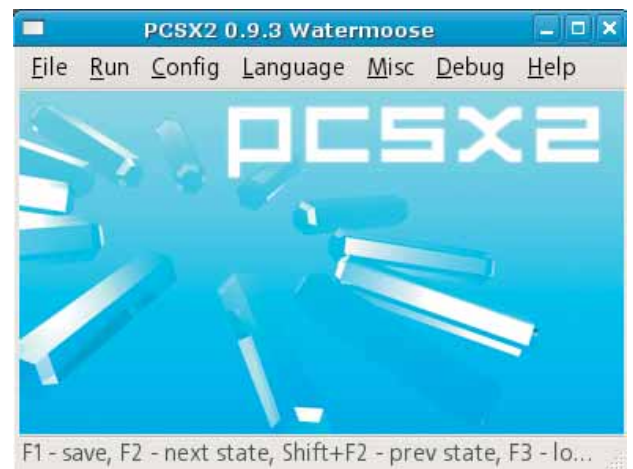 PCSX2 0.9.3 Watermoose
File Run Config Language Misc Debug Help
PCSX2
F1 - save, F2 - next state, Shift+F2 - prev state, F3 - lo...